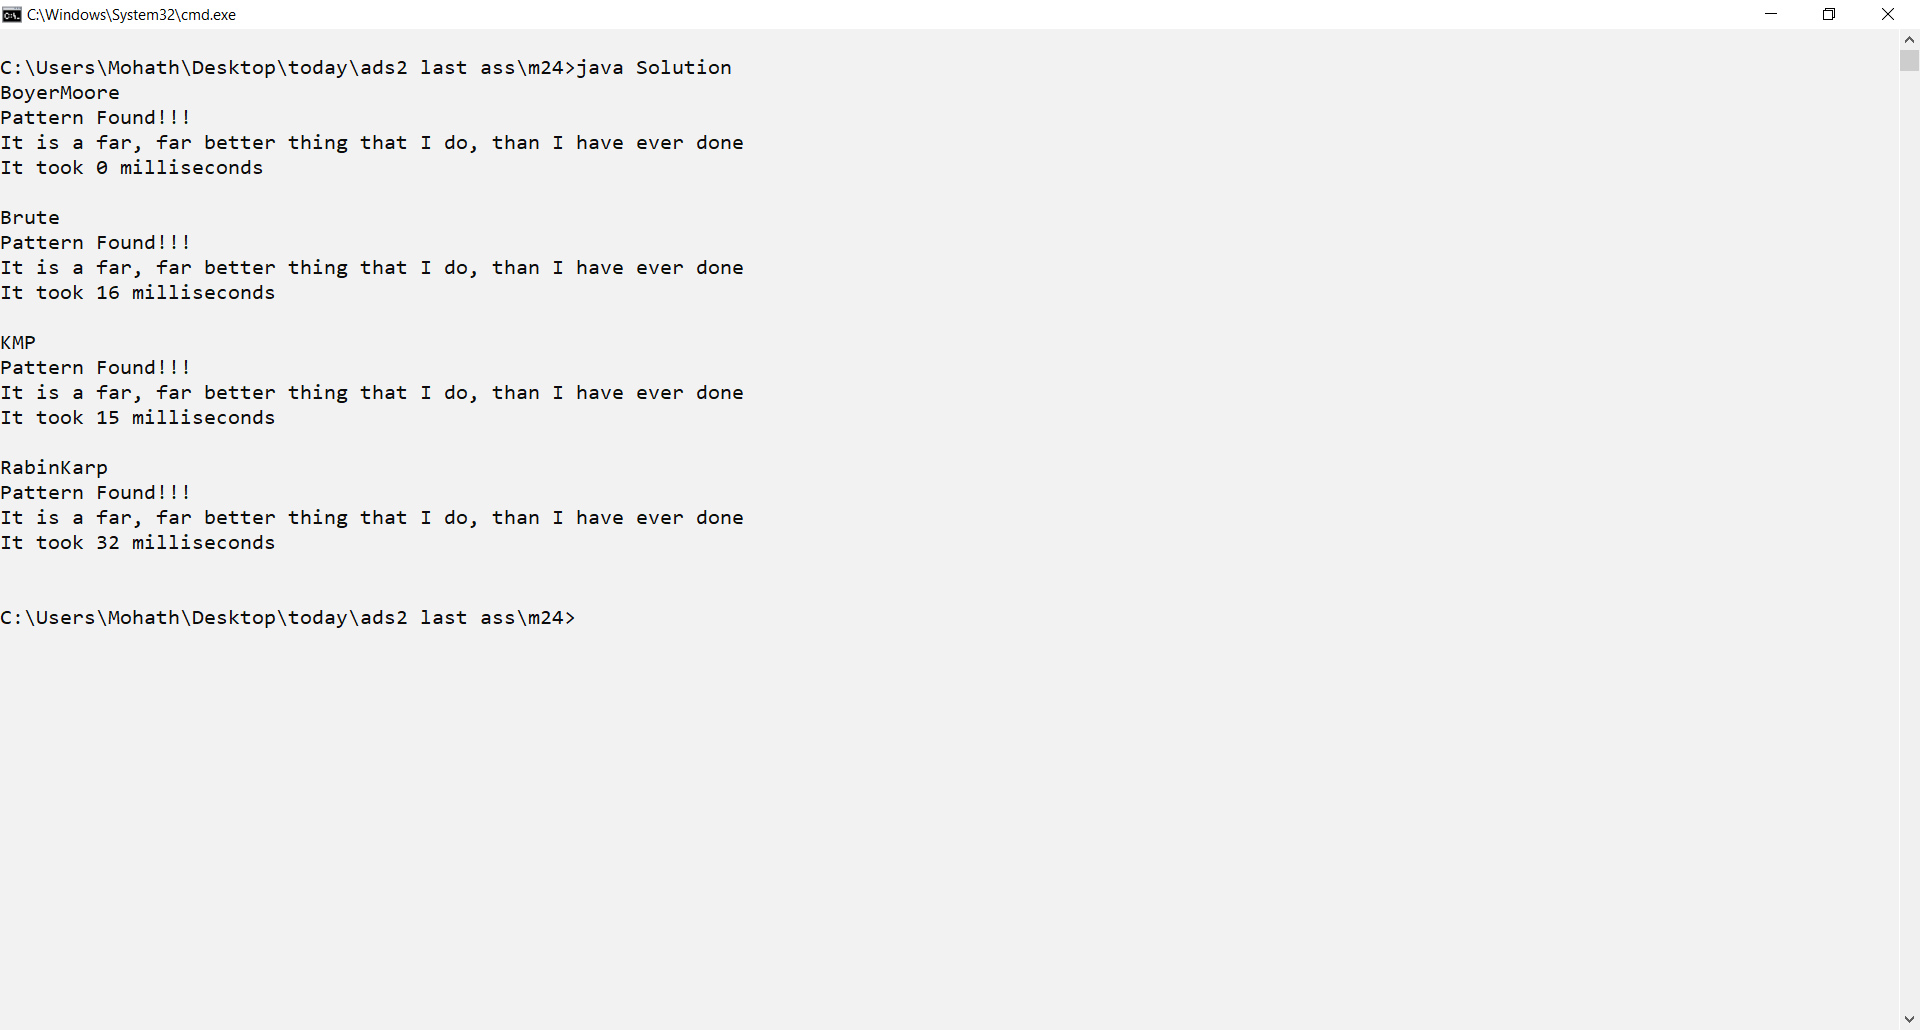 C:\Windows\System32\cmd.exe
C:\Users\Mohath\Desktop\today\ads2 last ass\m24>java Solution
BoyerMoore
Pattern Found!!!
It is a far, far better thing that I do, than I have ever done
It took 0 milliseconds
Brute
Pattern Found!!!
It is a far, far better thing that I do, than I have ever done
It took 16 milliseconds
KMP
Pattern Found!!!
It is a far, far better thing that I do, than I have ever done
It took 15 milliseconds
RabinKarp
Pattern Found!!!
It is a far, far better thing that I do, than I have ever done
It took 32 milliseconds
C:\Users\Mohath\Desktop\today\ads2 last ass\m24>